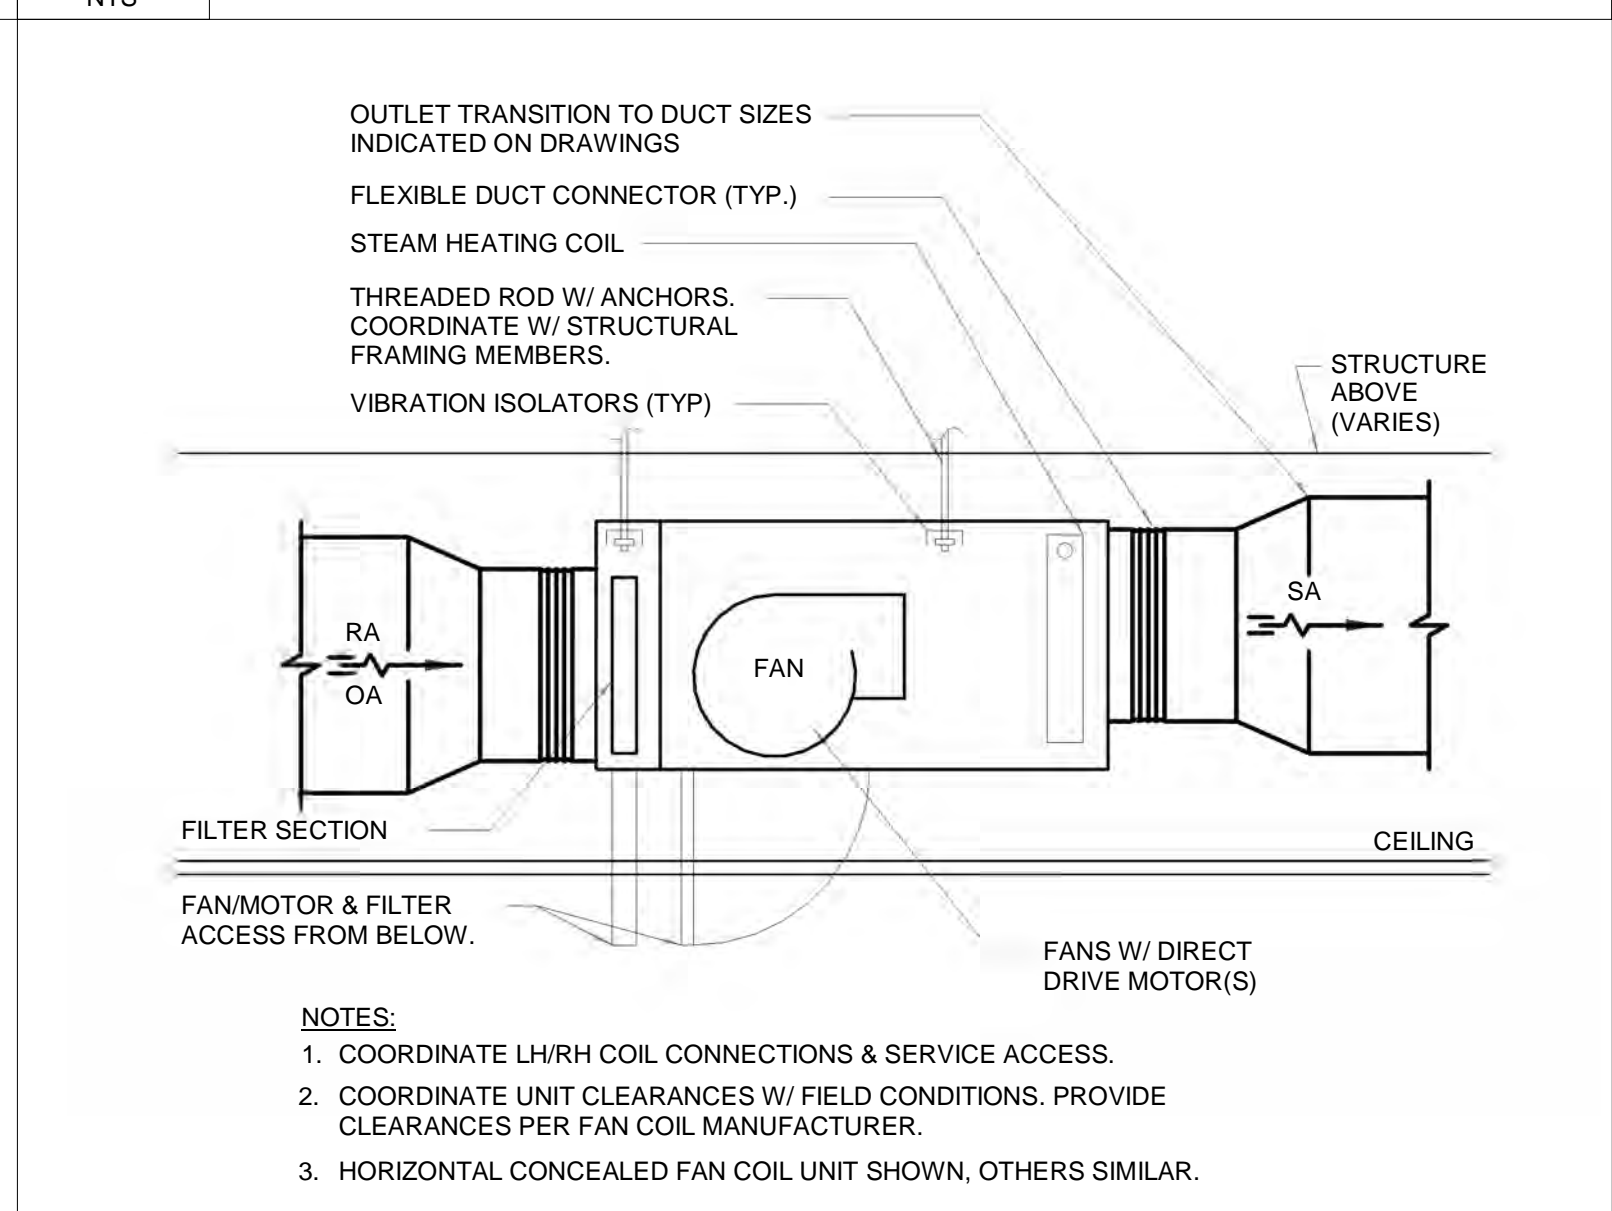 NTS
OUTLET TRANSITION TO DUCT SIZES
INDICATED ON DRAWINGS
FLEXIBLE DUCT CONNECTOR (TYP.)
STEAM HEATING COIL
THREADED ROD W/ ANCHORS.
COORDINATE W/ STRUCTURAL
FRAMING MEMBERS.
VIBRATION ISOLATORS (TYP)
STRUCTURE
ABOVE
(VARIES)
RA
OA
FAN
SA
FILTER SECTION
CEILING
FAN/MOTOR & FILTER
ACCESS FROM BELOW.
FANS W/ DIRECT
DRIVE MOTOR(S)
NOTES:
1. COORDINATE LH/RH COIL CONNECTIONS & SERVICE ACCESS.
2. COORDINATE UNIT CLEARANCES W/ FIELD CONDITIONS. PROVIDE
CLEARANCES PER FAN COIL MANUFACTURER.
3. HORIZONTAL CONCEALED FAN COIL UNIT SHOWN, OTHERS SIMILAR.